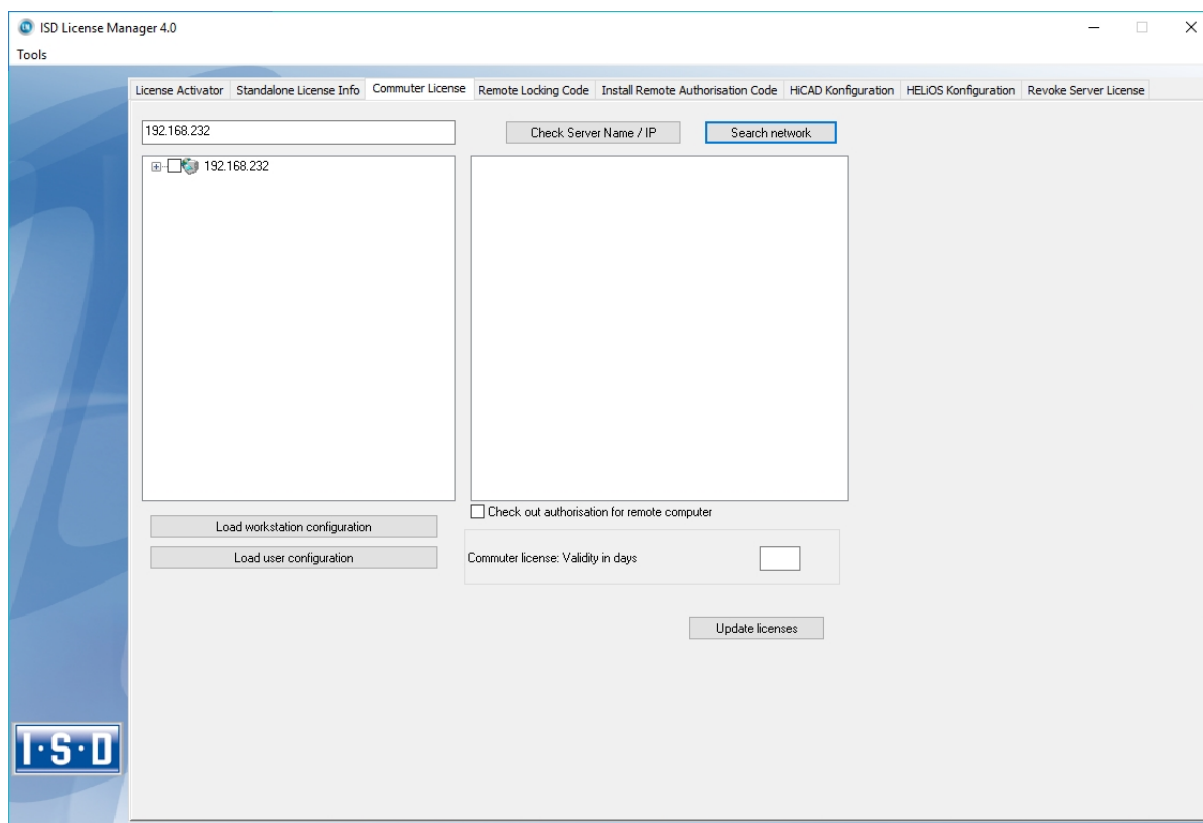 ISD License Manager 4.0
Tools
License Activator Standalone License Info Commuter License Remote Locking Code Install Remote Authorisation Code HiCAD Konfiguration HELiOS Konfiguration Revoke Server License
192.168.232 Check Server Name / IP Search network
192.168.232
Check out authorisation for remote computer
Load workstation configuration
Load user configuration Commuter license: Validity in days
Update licenses
I·S·D